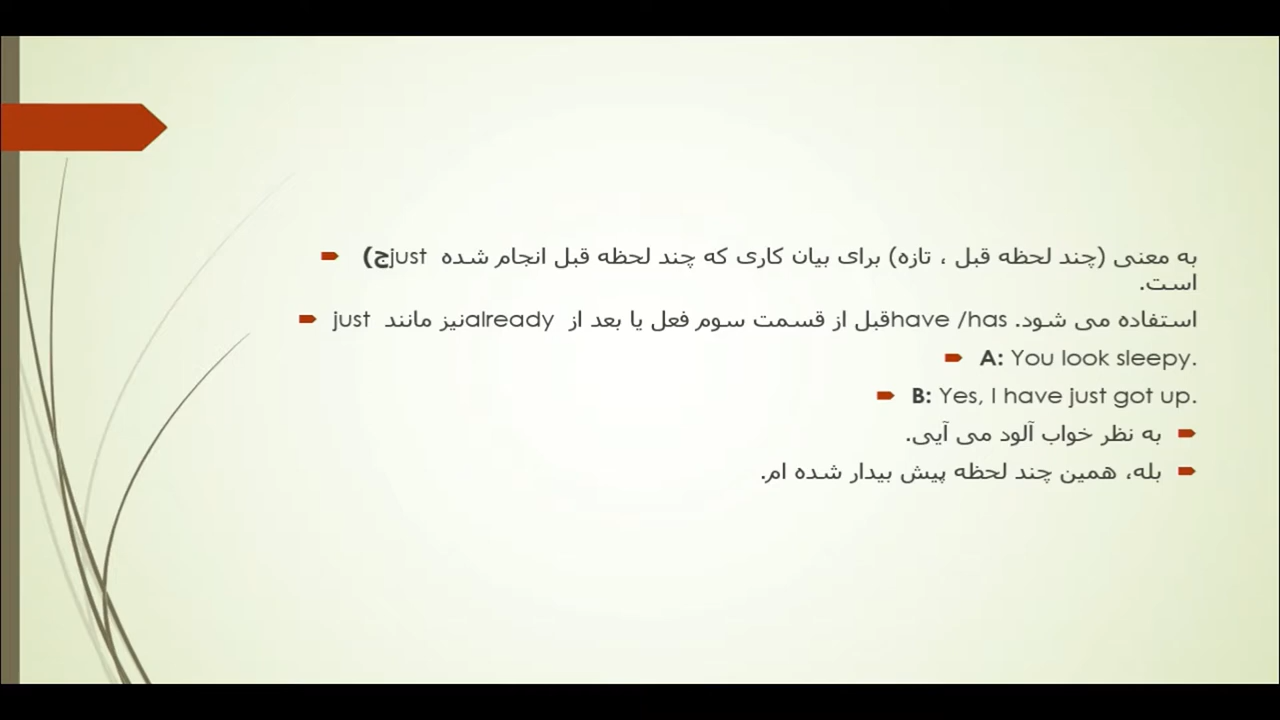 ج) just به معنی (چند لحظه قبل ، تازه) برای بیان کاری که چند لحظه قبل انجام شده
است.
just نیز مانند already قبل از قسمت سوم فعل یا بعد از have /has استفاده می شود.
A: You look sleepy.
B: Yes, I have just got up.
به نظر خواب آلود می آیی.
بله، همین چند لحظه پیش بیدار شده ام.